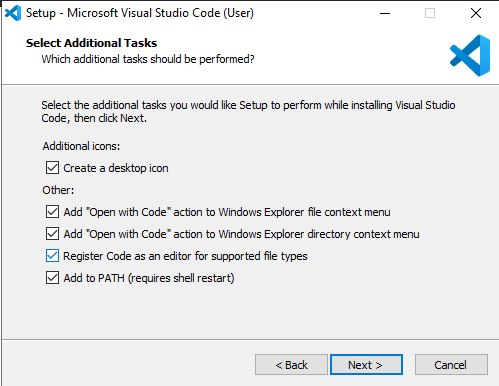 Setup - Microsoft Visual Studio Code (User)
Select Additional Tasks
Which additional tasks should be performed?
Select the additional tasks you would like Setup to perform while installing Visual Studio
Code, then click Next.
Additional icons:
Create a desktop icon
Other:
Add "Open with Code" action to Windows Explorer file context menu
Add "Open with Code" action to Windows Explorer directory context menu
Register Code as an editor for supported file types
Add to PATH (requires shell restart)
< Back
Next >
Cancel